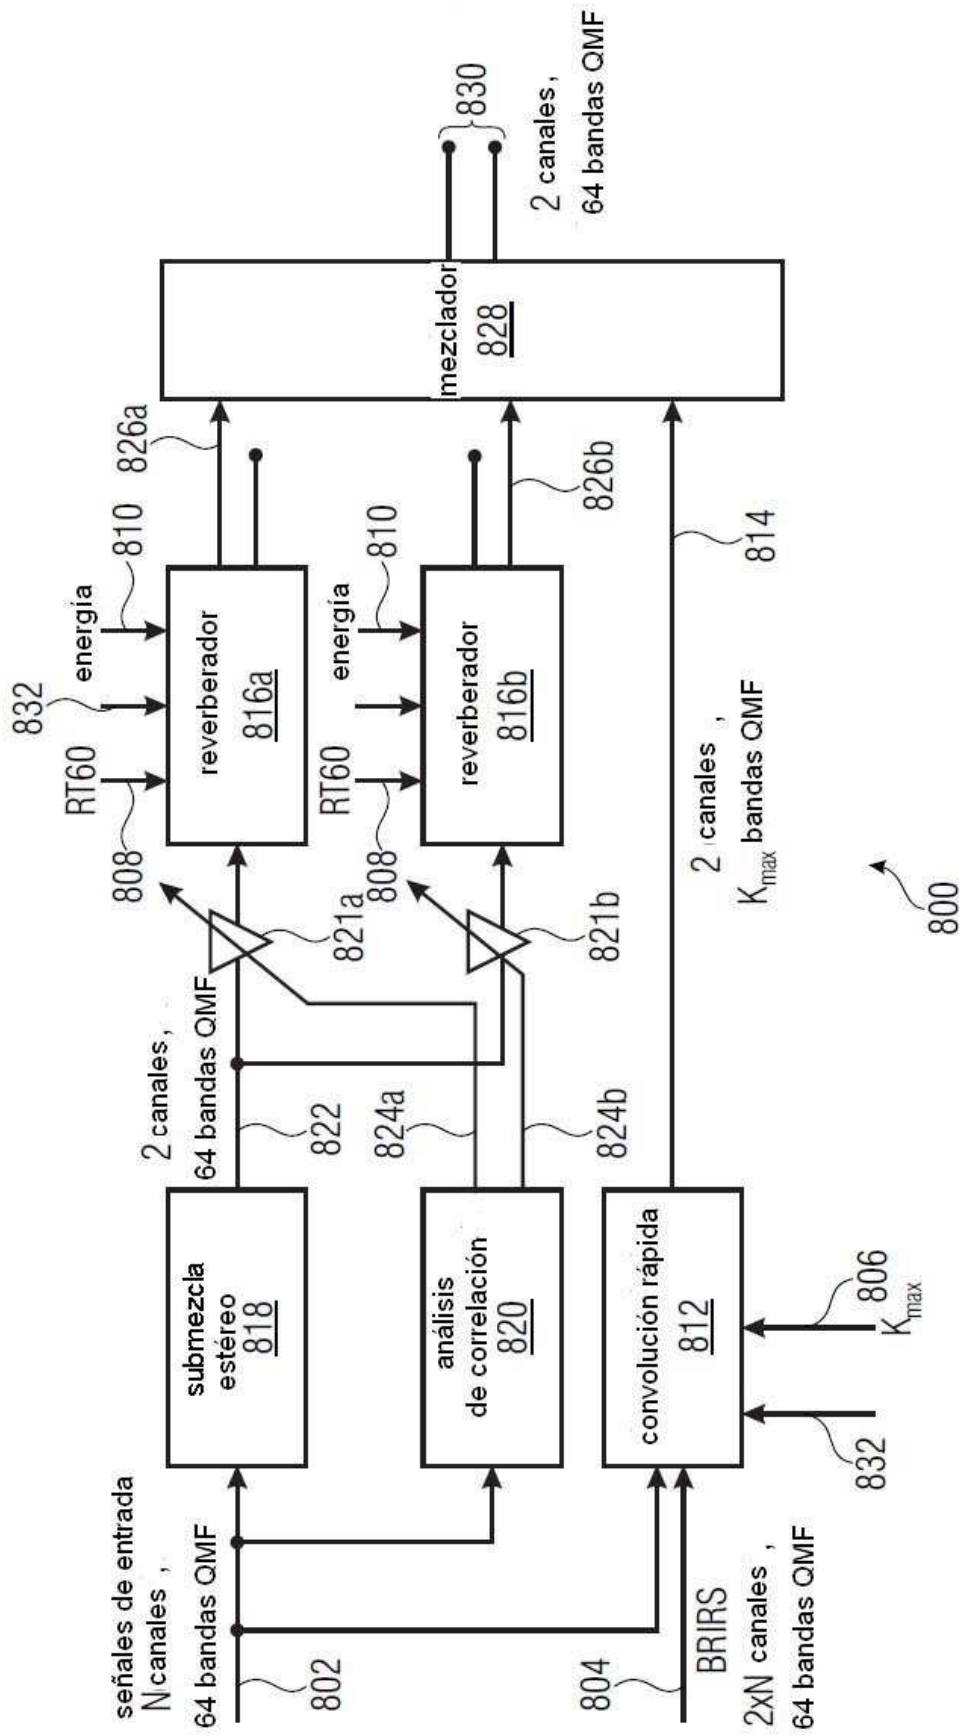 señales de entrada
N canales ,
64 bandas QMF
802
804
BRIRS
2xN canales ,
64 bandas QMF
submezcla
estéreo
818
análisis
de correlación
820
convolución rápida
812
832
806
Kmax
2 canales,
64 bandas QMF
822
824a
824b
821a
821b
808
RT60
832
energía
810
reverberador
816a
808
RT60
energía
810
reverberador
816b
2 canales ,
Kmax bandas QMF
814
826a
826b
mezclador
828
830
2 canales,
64 bandas QMF
800